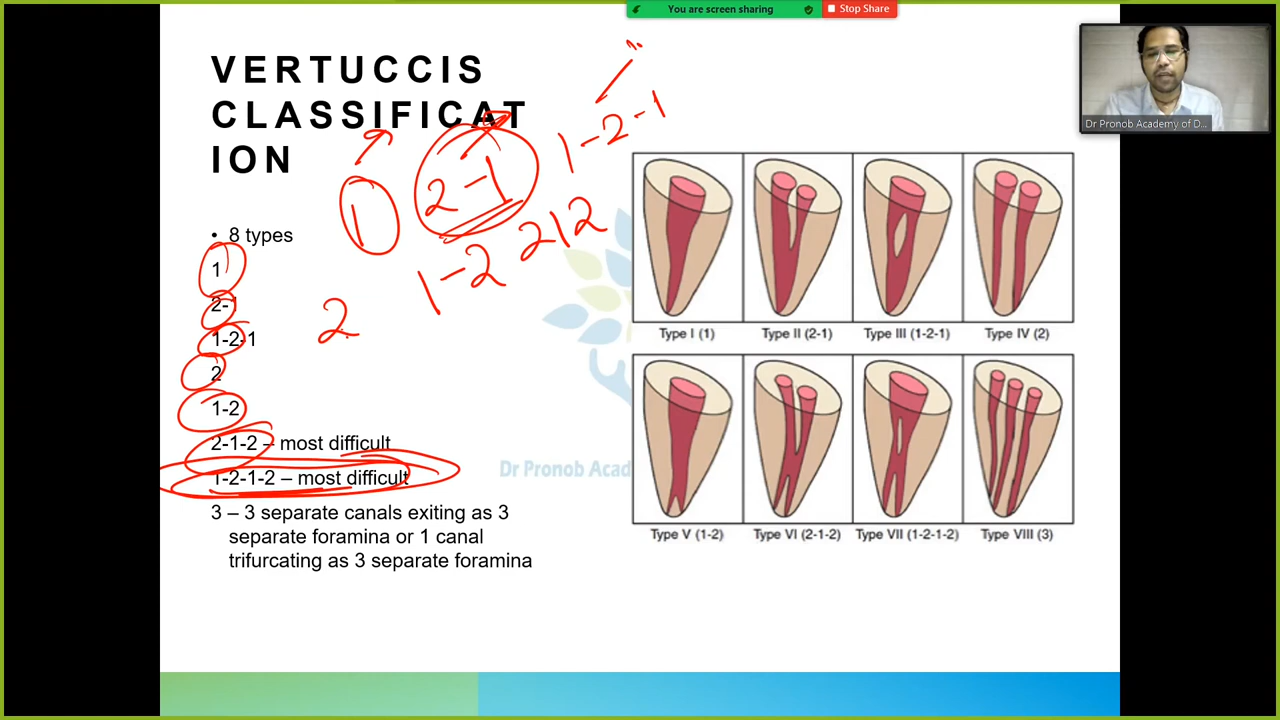 You are screen sharing
Stop Share
Dr Pronob Academy of D...
VERTUCCIS
CLASSIFICAT
ION
1
2-1
1-2-1
1-2
212
2
• 8 types
1
2-1
1-2-1
2
1-2
2-1-2 – most difficult
1-2-1-2 – most difficult
3 – 3 separate canals exiting as 3
separate foramina or 1 canal
trifurcating as 3 separate foramina
Dr Pronob Acad
Type I (1)
Type II (2-1)
Type III (1-2-1)
Type IV (2)
Type V (1-2)
Type VI (2-1-2)
Type VII (1-2-1-2)
Type VIII (3)